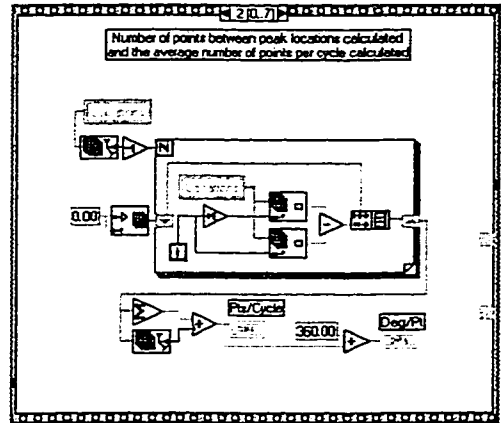 2 [0..7]
Number of points between peak locations calculated
and the average number of points per cycle calculated
N
0.00
i
Pts/Cycle
360.00
Deg/Pt